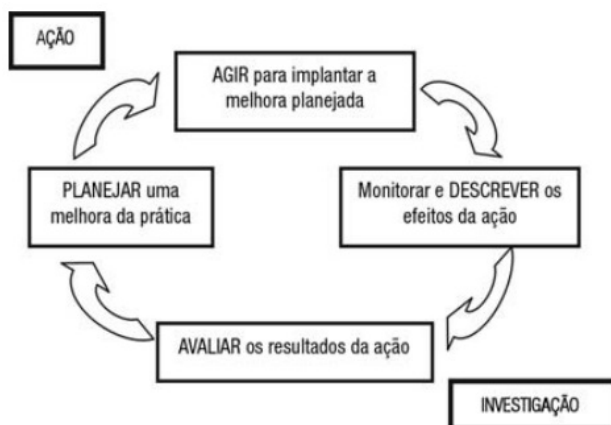 AÇÃO
AGIR para implantar a
melhora planejada
PLANEJAR uma
melhora da prática
Monitorar e DESCREVER os
efeitos da ação
AVALIAR os resultados da ação
INVESTIGAÇÃO